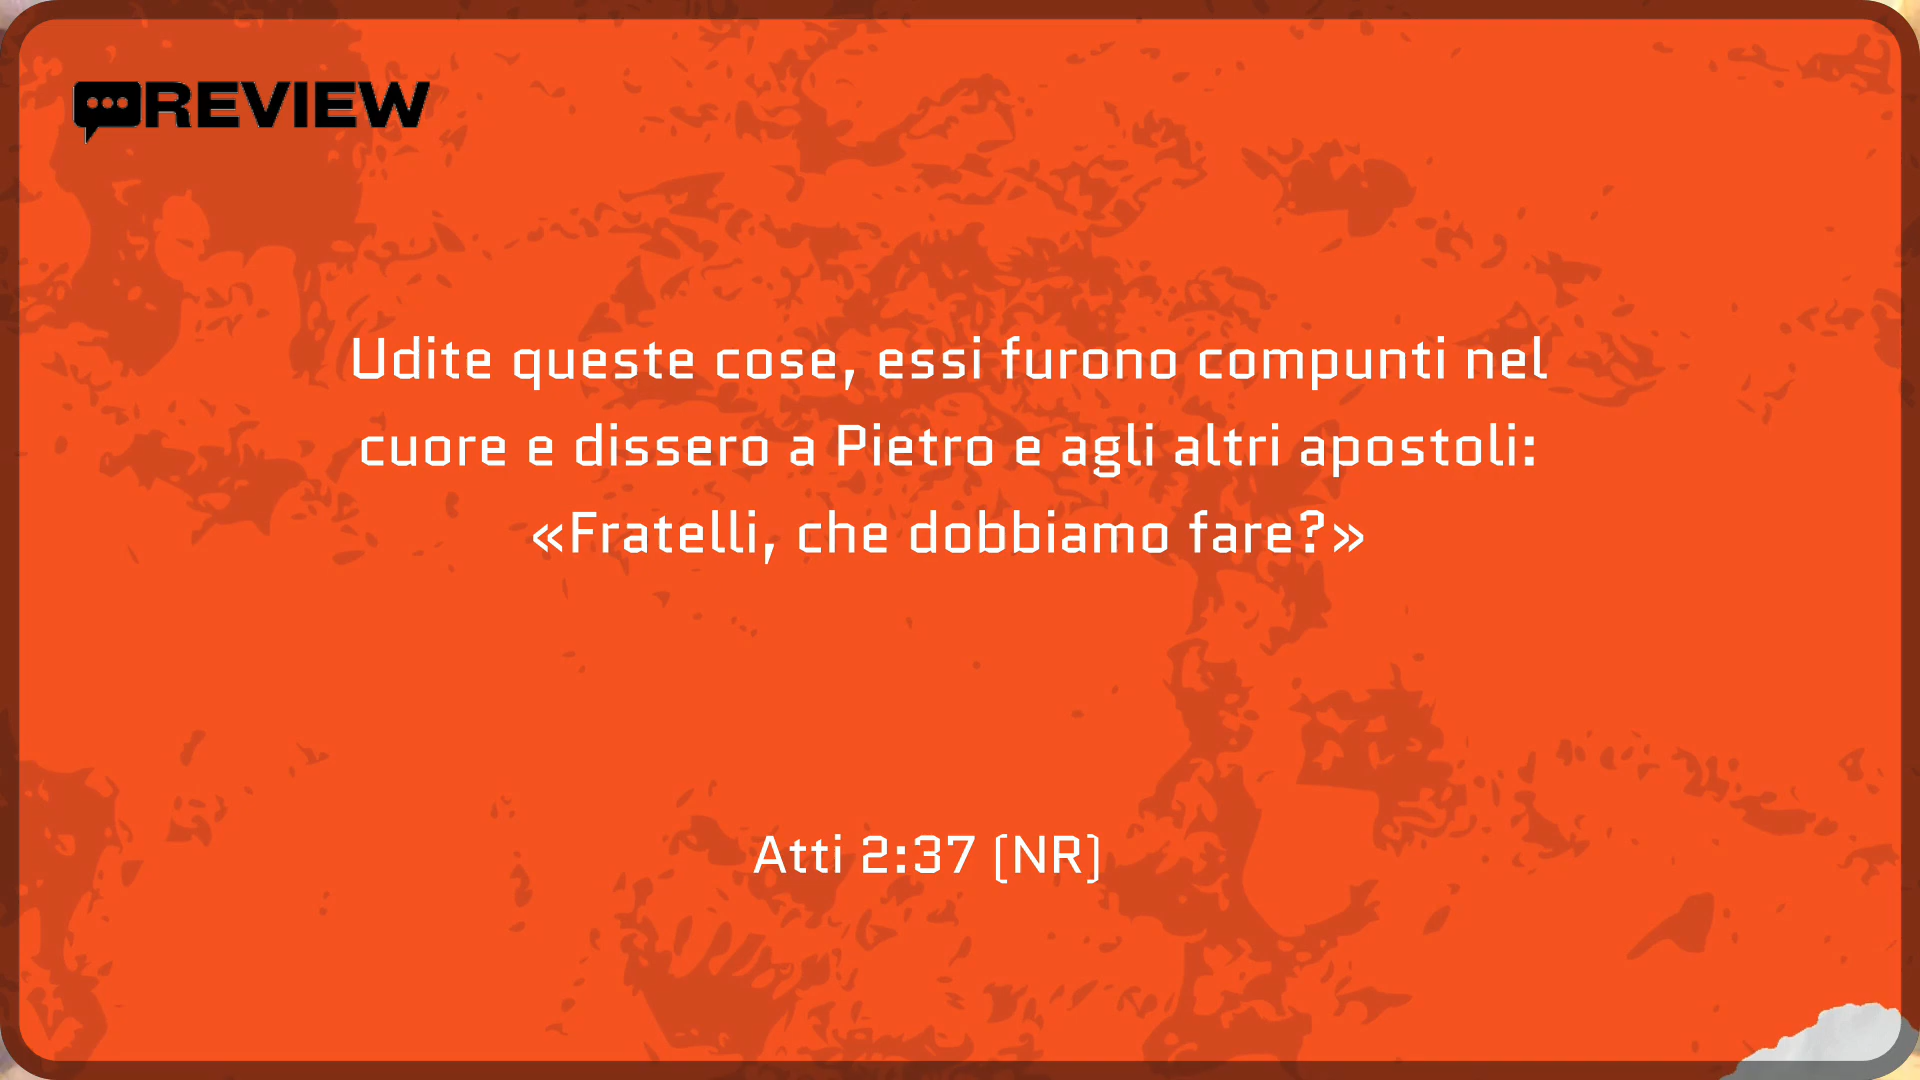 REVIEW
Udite queste cose, essi furono compunti nel
cuore e dissero a Pietro e agli altri apostoli:
«Fratelli, che dobbiamo fare?»
Atti 2:37 (NR)